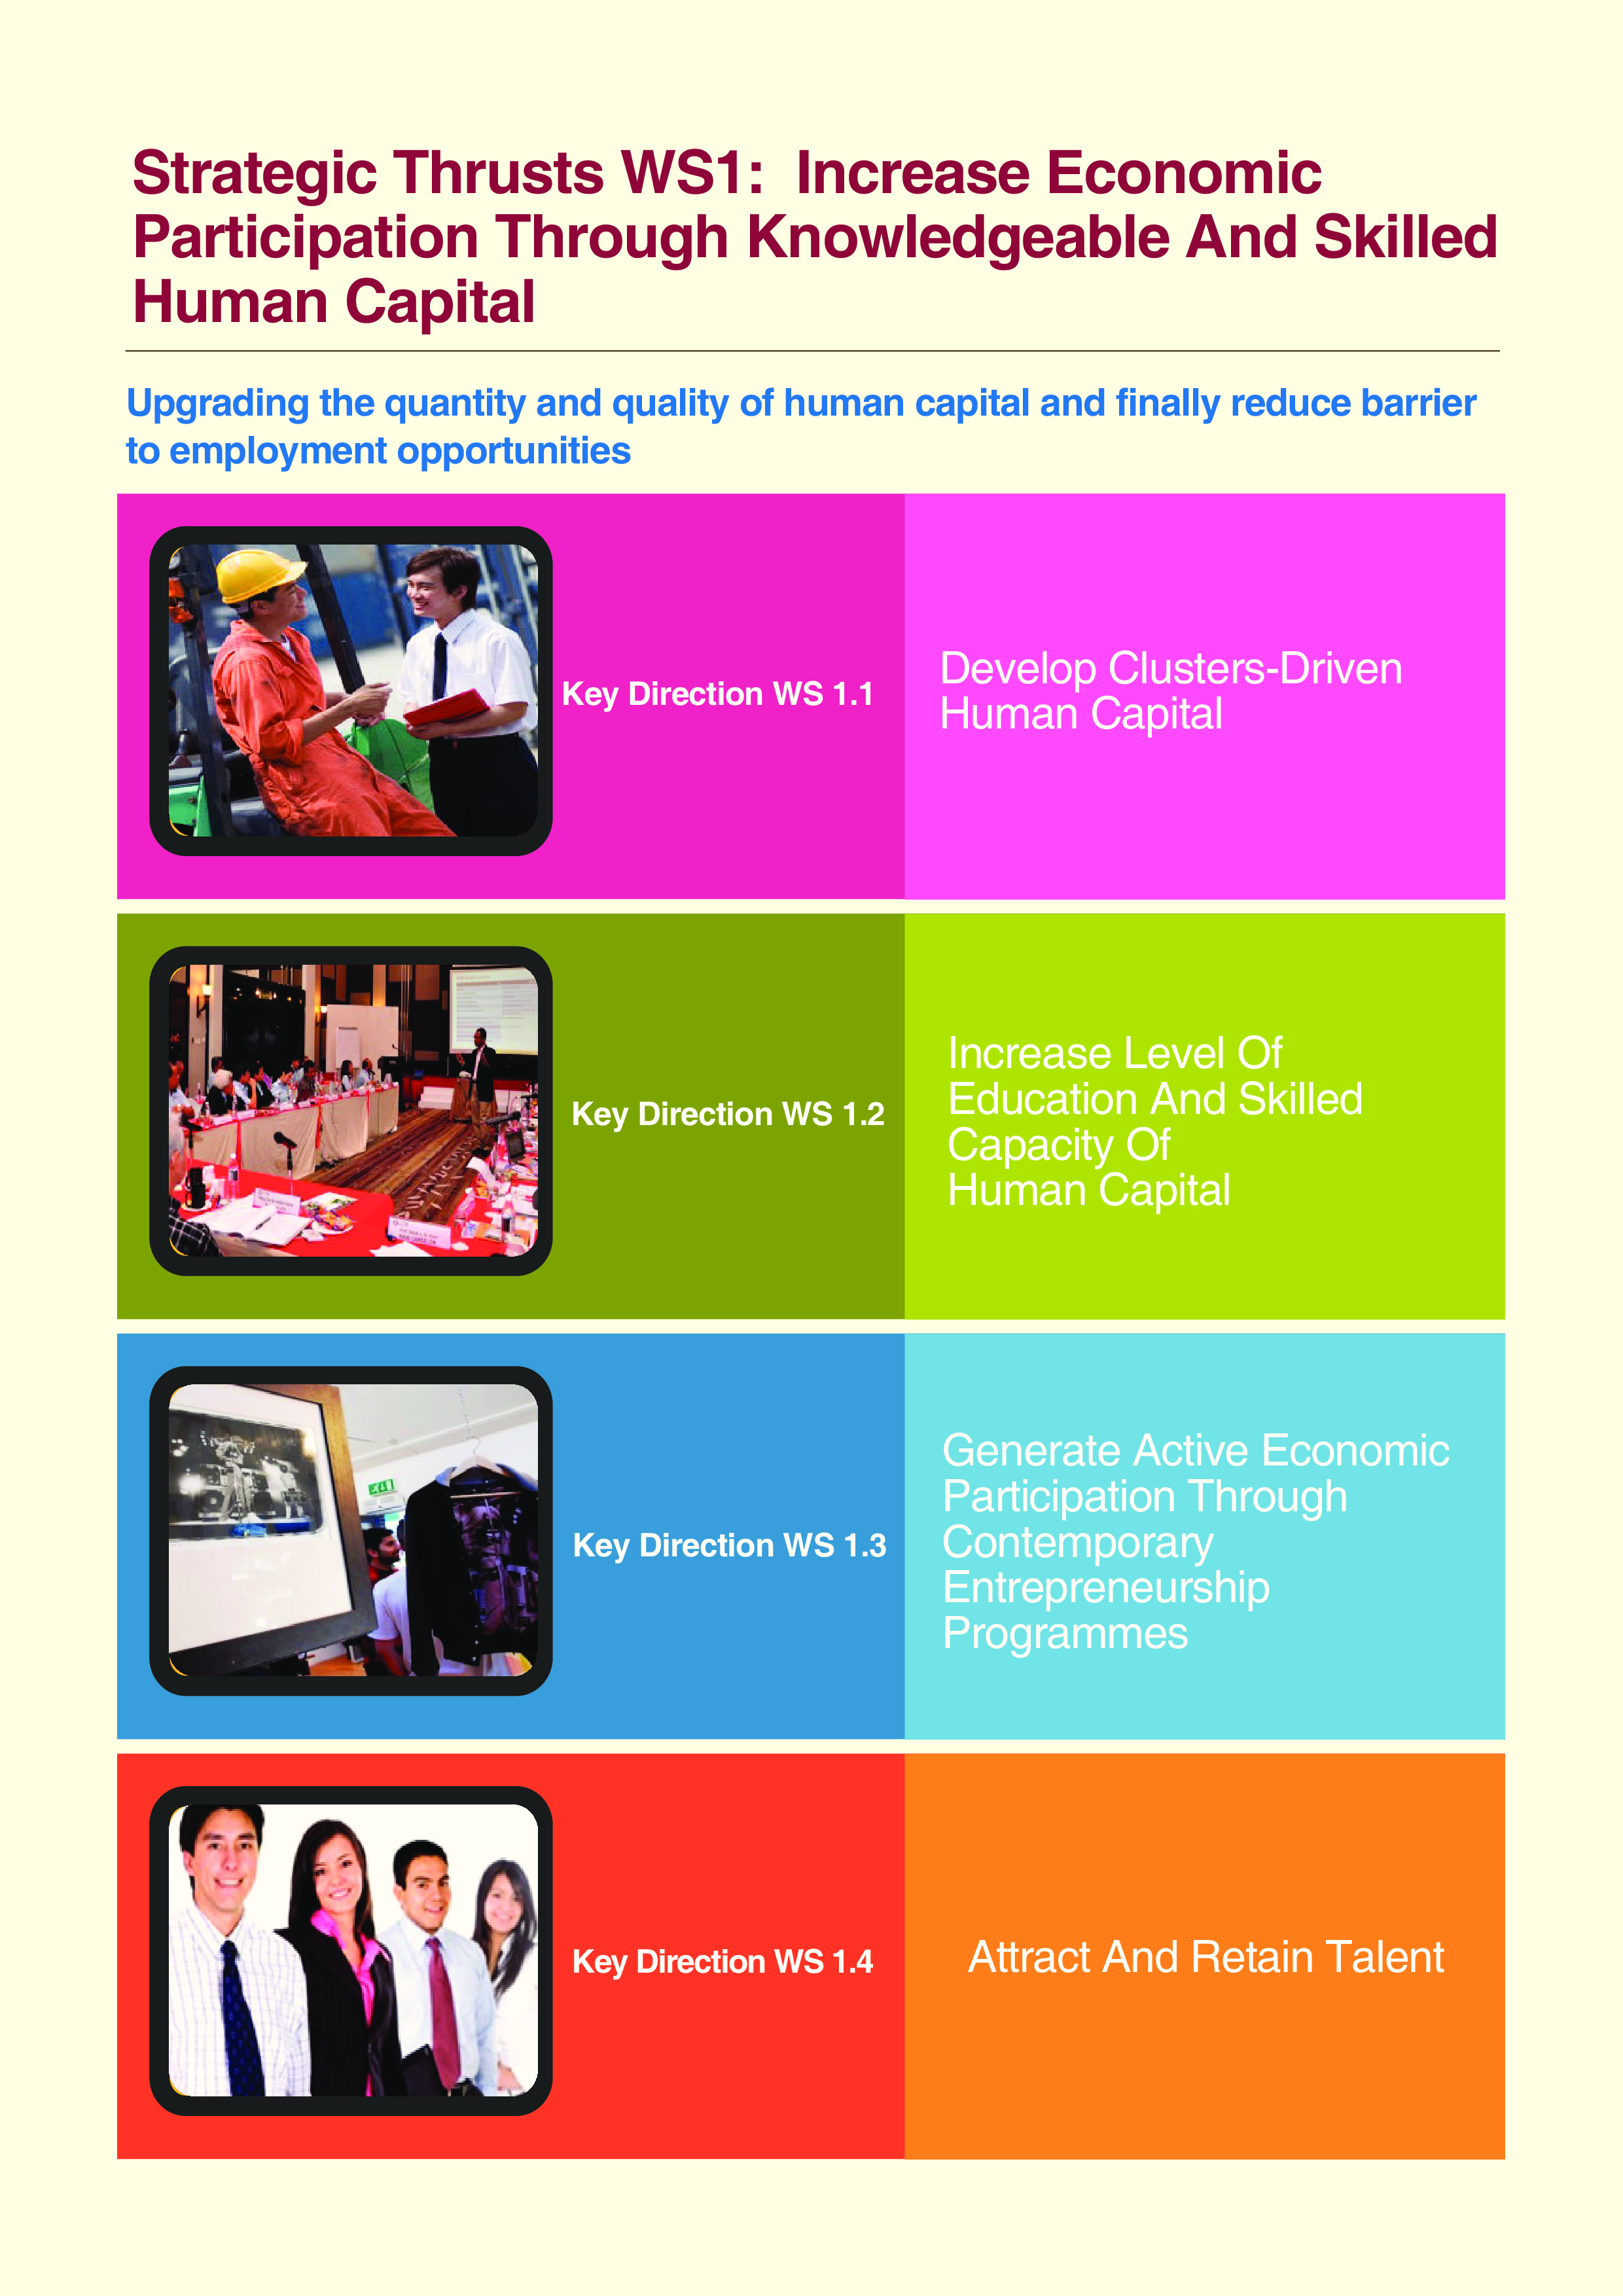 Strategic Thrusts WS1:  Increase Economic
Participation Through Knowledgeable And Skilled
Human Capital
Upgrading the quantity and quality of human capital and finally reduce barrier
to employment opportunities
Key Direction WS 1.1
Develop Clusters-Driven
Human Capital
Key Direction WS 1.2
Increase Level Of
Education And Skilled
Capacity Of
Human Capital
Key Direction WS 1.3
Generate Active Economic
Participation Through
Contemporary
Entrepreneurship
Programmes
Key Direction WS 1.4
Attract And Retain Talent